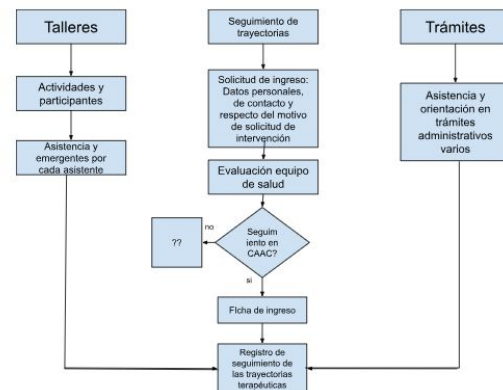 Talleres
Actividades y
participantes
Asistencia y
emergentes por
cada asistente
Seguimiento de
trayectorias
Solicitud de ingreso:
Datos personales,
de contacto y
respecto del motivo
de solicitud de
intervención
Evaluación equipo
de salud
Seguim
iento en
CAAC?
no
??
si
FIcha de ingreso
Registro de
seguimiento de
las trayectorias
terapéuticas
Trámites
Asistencia y
orientación en
trámites
administrativos
varios